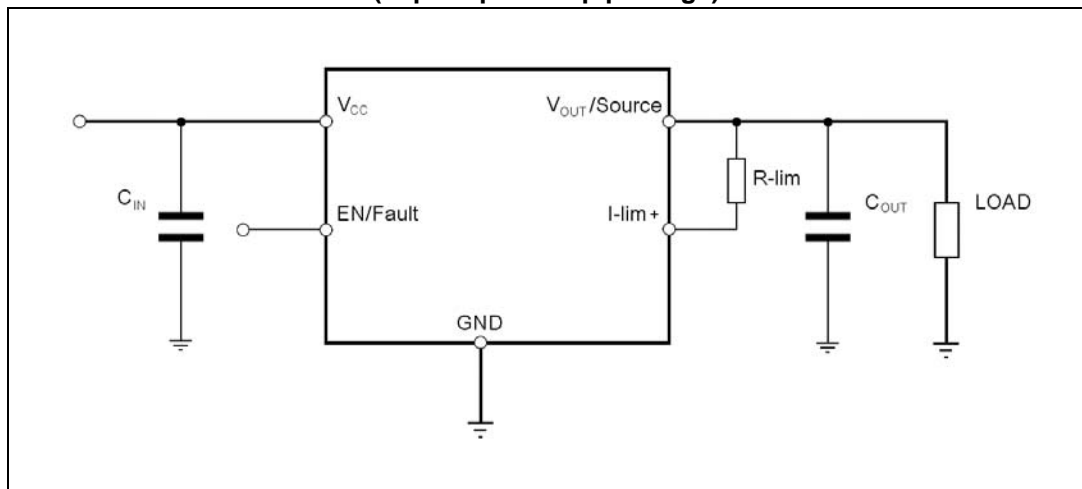 V_CC
V_OUT/Source
C_IN
EN/Fault
R-lim
I-lim+
C_OUT
LOAD
GND